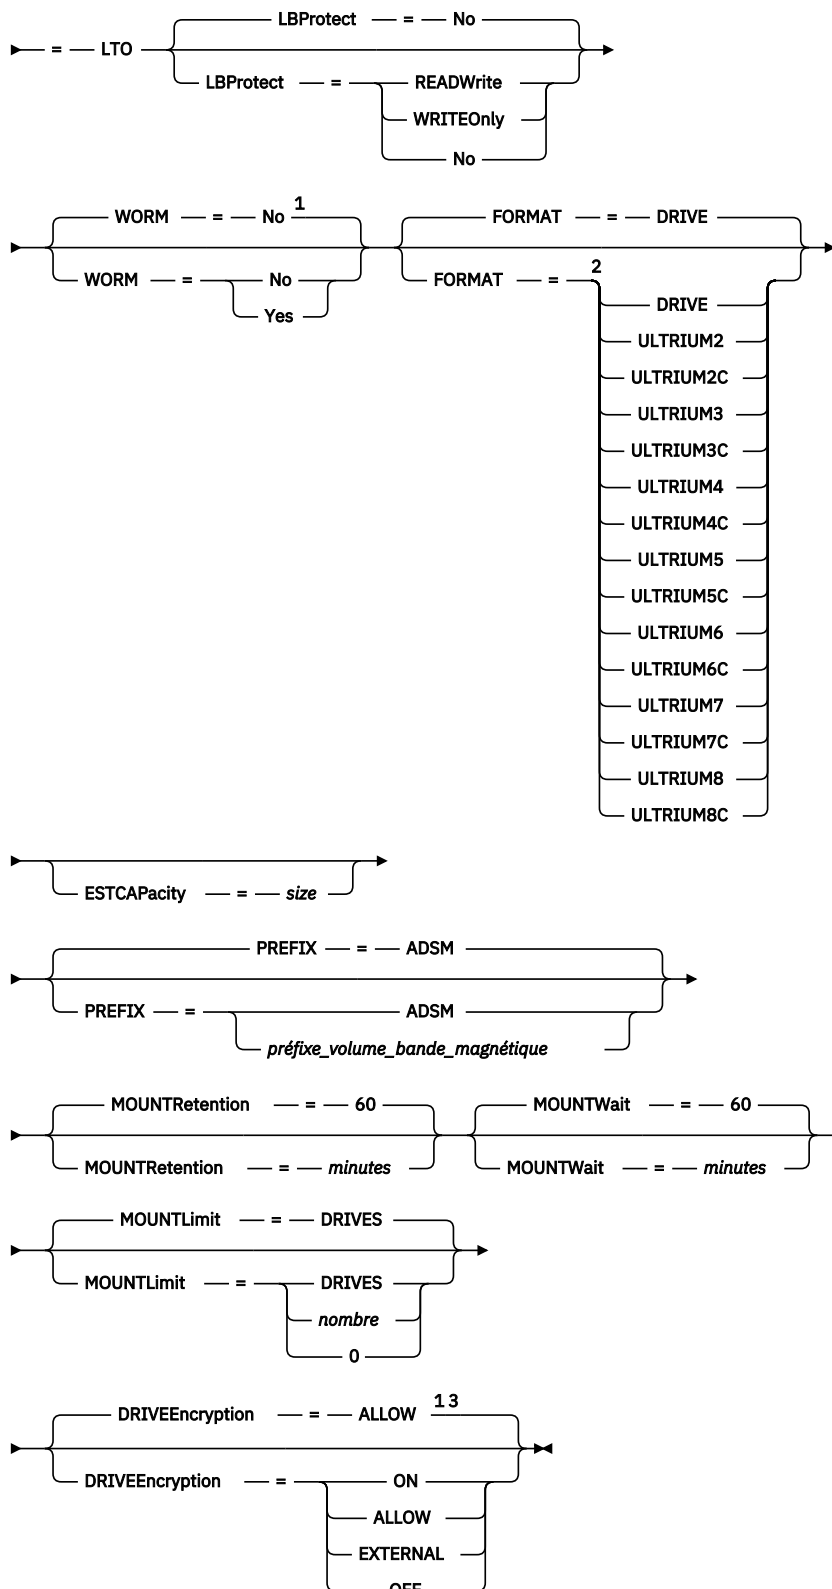 LBProtect = No
= LTO
LBProtect = READWrite
WRITEOnly
No
WORM = No 1 FORMAT = DRIVE
WORM = No FORMAT = 2
Yes DRIVE
ULTRIUM2
ULTRIUM2C
ULTRIUM3
ULTRIUM3C
ULTRIUM4
ULTRIUM4C
ULTRIUM5
ULTRIUM5C
ULTRIUM6
ULTRIUM6C
ULTRIUM7
ULTRIUM7C
ULTRIUM8
ULTRIUM8C
ESTCAPacity = size
PREFIX = ADSM
PREFIX = ADSM
préfixe_volume_bande_magnétique
MOUNTRetention = 60 MOUNTWait = 60
MOUNTRetention = minutes MOUNTWait = minutes
MOUNTLimit = DRIVES
MOUNTLimit = DRIVES
nombre
0
DRIVEEncryption = ALLOW 1 3
DRIVEEncryption = ON
ALLOW
EXTERNAL
OFF